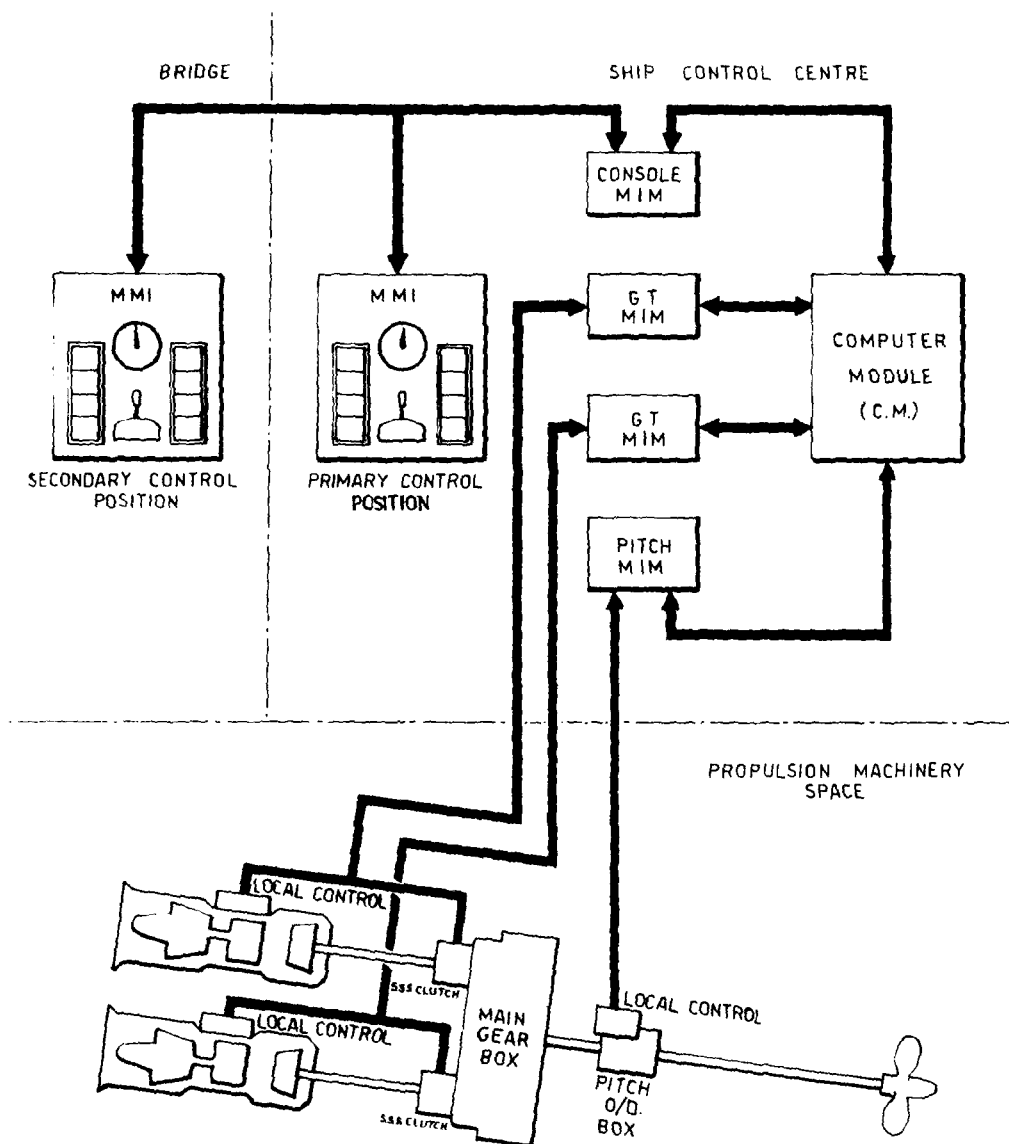 BRIDGE
SHIP CONTROL CENTRE
CONSOLE
MIM
MMI
MMI
GT
MIM
COMPUTER
MODULE
(C.M.)
GT
MIM
SECONDARY CONTROL
POSITION
PRIMARY CONTROL
POSITION
PITCH
MIM
PROPULSION MACHINERY
SPACE
LOCAL CONTROL
SSS CLUTCH
MAIN
GEAR
BOX
LOCAL CONTROL
LOCAL CONTROL
S.S.S CLUTCH
PITCH
O/D.
BOX